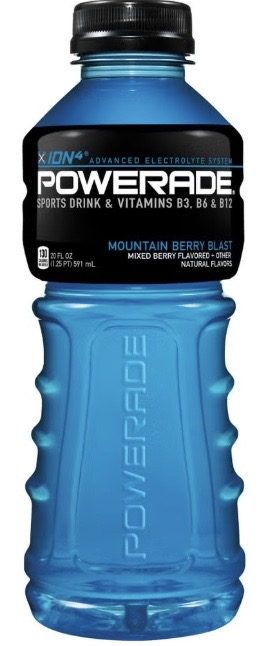 X ION4® ADVANCED ELECTROLYTE SYSTEM
POWERADE®
SPORTS DRINK & VITAMINS B3, B6 & B12
MOUNTAIN BERRY BLAST
MIXED BERRY FLAVORED + OTHER
NATURAL FLAVORS
130
20 FL OZ
(1.25 PT) 591 mL
POWERADE